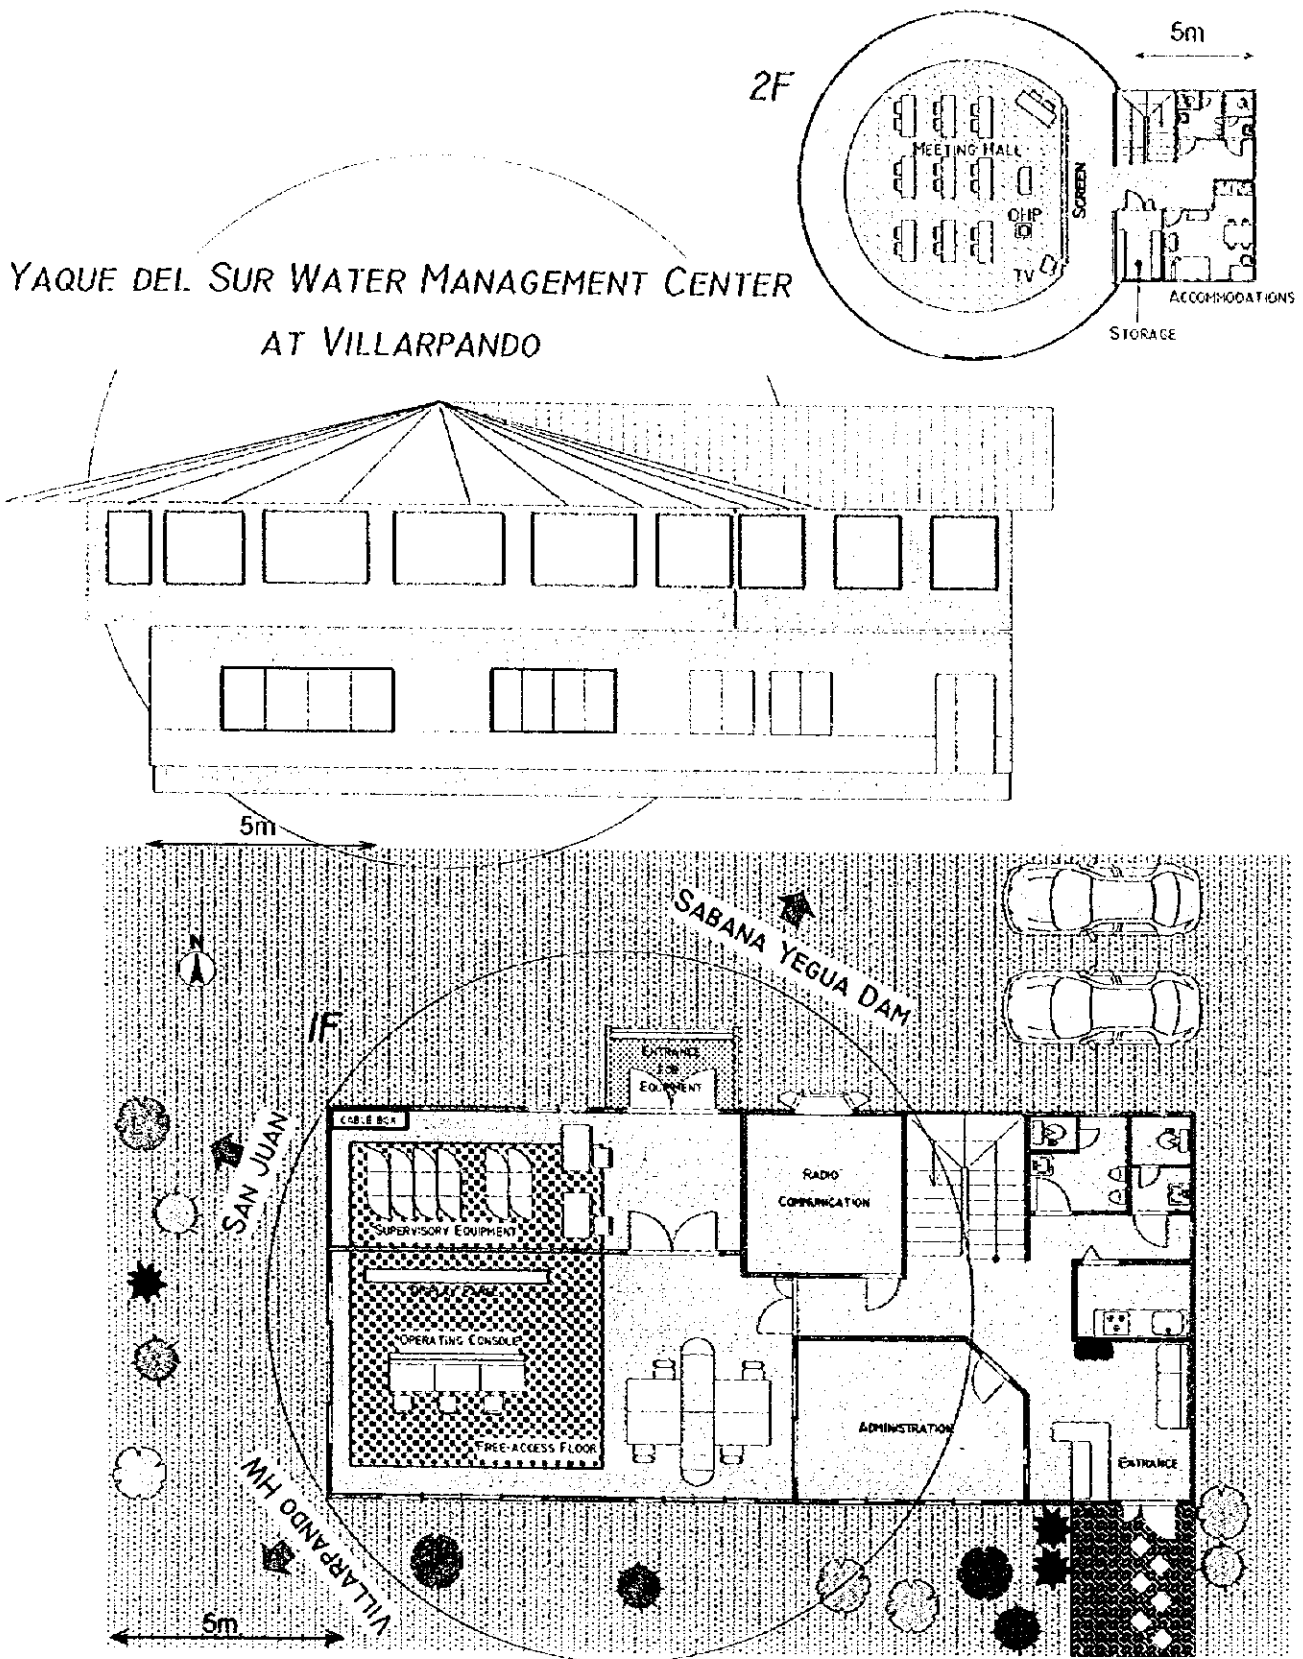 5m
2F
MEETING HALL
SCREEN
OHP
TV
ACCOMMODATIONS
STORAGE
YAQUE DEL SUR WATER MANAGEMENT CENTER
AT VILLARPANDO
5m
SABANA YEGUA DAM
N
1F
ENTRANCE
FOR
EQUIPMENT
CABLE BOX
SAN JUAN
RADIO
COMMUNICATION
SUPERVISORY EQUIPMENT
DISPLAY PANEL
OPERATING CONSOLE
ADMINISTRATION
FREE-ACCESS FLOOR
ENTRANCE
VILLARPANDO HW
5m